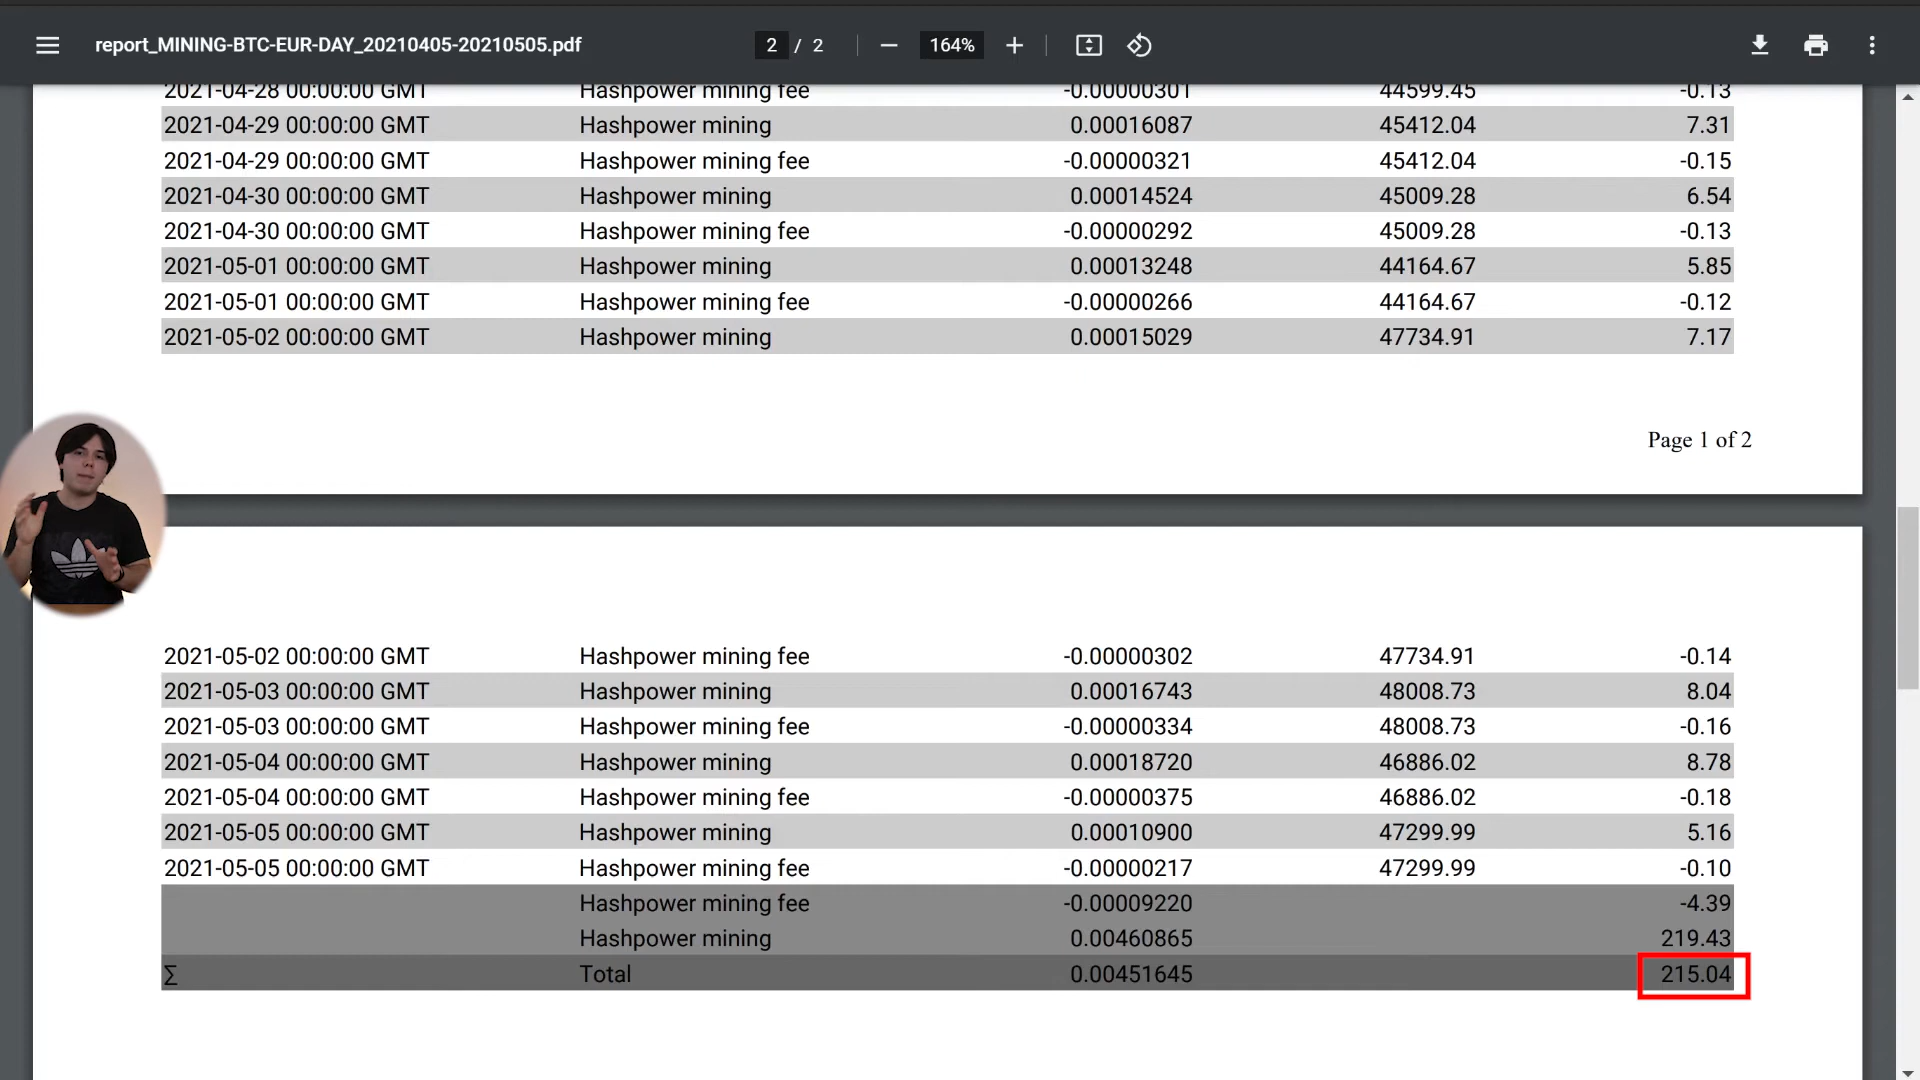 report_MINING-BTC-EUR-DAY_20210405-20210505.pdf 2 / 2 164%
2021-04-28 00:00:00 GMT Hashpower mining fee -0.00000301 44599.45 -0.13
2021-04-29 00:00:00 GMT Hashpower mining 0.00016087 45412.04 7.31
2021-04-29 00:00:00 GMT Hashpower mining fee -0.00000321 45412.04 -0.15
2021-04-30 00:00:00 GMT Hashpower mining 0.00014524 45009.28 6.54
2021-04-30 00:00:00 GMT Hashpower mining fee -0.00000292 45009.28 -0.13
2021-05-01 00:00:00 GMT Hashpower mining 0.00013248 44164.67 5.85
2021-05-01 00:00:00 GMT Hashpower mining fee -0.00000266 44164.67 -0.12
2021-05-02 00:00:00 GMT Hashpower mining 0.00015029 47734.91 7.17
Page 1 of 2
2021-05-02 00:00:00 GMT Hashpower mining fee -0.00000302 47734.91 -0.14
2021-05-03 00:00:00 GMT Hashpower mining 0.00016743 48008.73 8.04
2021-05-03 00:00:00 GMT Hashpower mining fee -0.00000334 48008.73 -0.16
2021-05-04 00:00:00 GMT Hashpower mining 0.00018720 46886.02 8.78
2021-05-04 00:00:00 GMT Hashpower mining fee -0.00000375 46886.02 -0.18
2021-05-05 00:00:00 GMT Hashpower mining 0.00010900 47299.99 5.16
2021-05-05 00:00:00 GMT Hashpower mining fee -0.00000217 47299.99 -0.10
Hashpower mining fee -0.00009220 -4.39
Hashpower mining 0.00460865 219.43
∑ Total 0.00451645 215.04